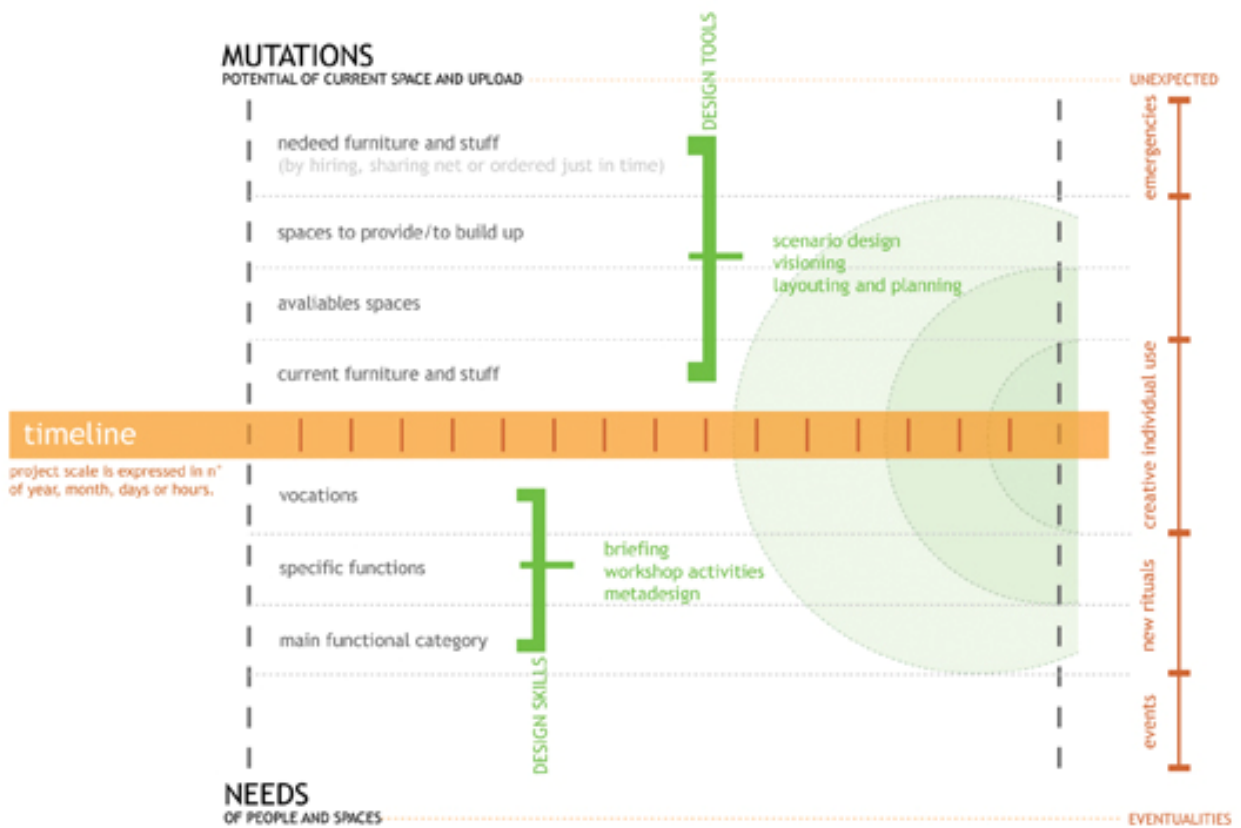 MUTATIONS
POTENTIAL OF CURRENT SPACE AND UPLOAD
UNEXPECTED
DESIGN TOOLS
emergencies
nedeed furniture and stuff
(by hiring, sharing net or ordered just in time)
spaces to provide/to build up
scenario design
visioning
layouting and planning
avaliables spaces
current furniture and stuff
creative individual use
timeline
project scale is expressed in n°
of year, month, days or hours.
vocations
specific functions
briefing
workshop activities
metadesign
new rituals
main functional category
DESIGN SKILLS
events
NEEDS
OF PEOPLE AND SPACES
EVENTUALITIES